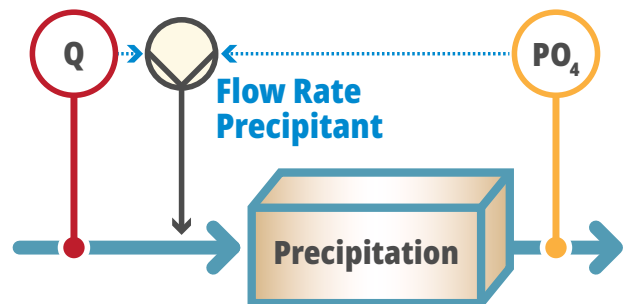 Q
PO₄
Flow Rate
Precipitant
Precipitation